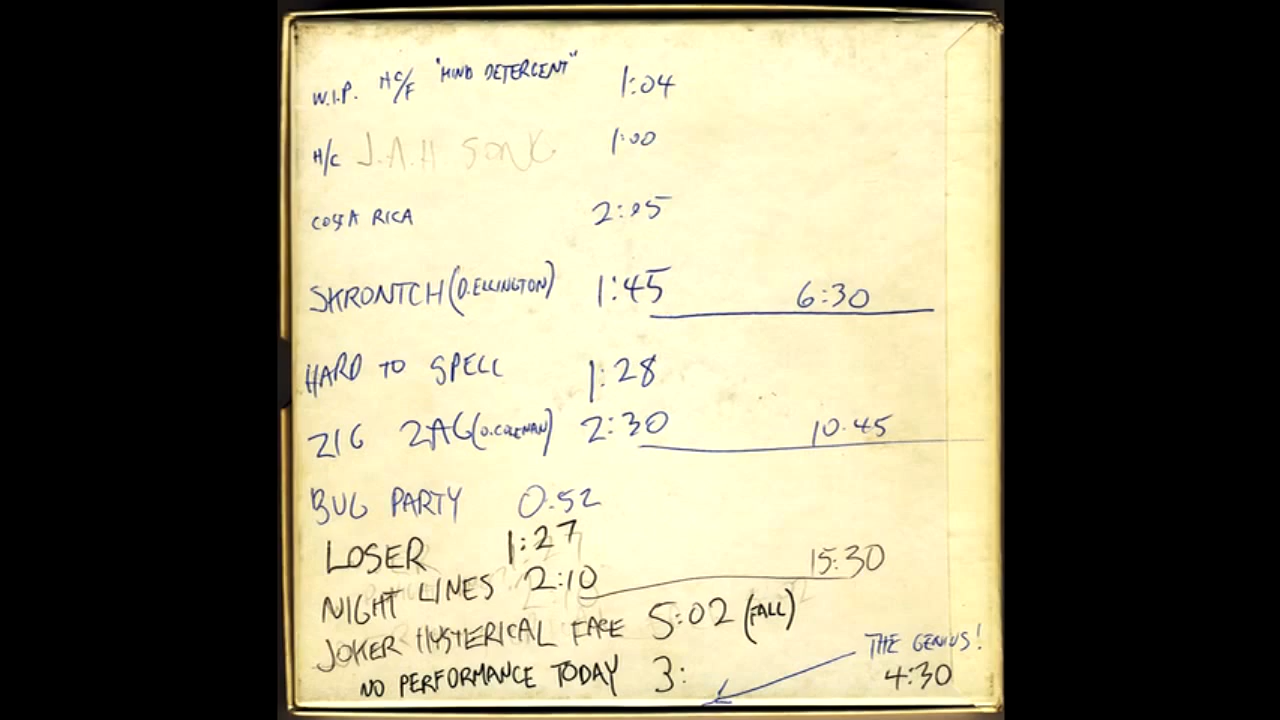 W.I.P. H/C/F "MIND DETERGENT" 1:04
H/C J.A.H SONG 1:00
COSTA RICA 2:05
SKRONTCH (D. ELLINGTON) 1:45 6:30
HARD TO SPELL 1:28
ZIG ZAG (O. COLEMAN) 2:30 10.45
BUG PARTY 0.52
LOSER 1:27
NIGHT LINES 2:10 15:30
JOKER HYSTERICAL FACE 5:02 (FALL)
THE GENIUS!
NO PERFORMANCE TODAY 3: 4:30